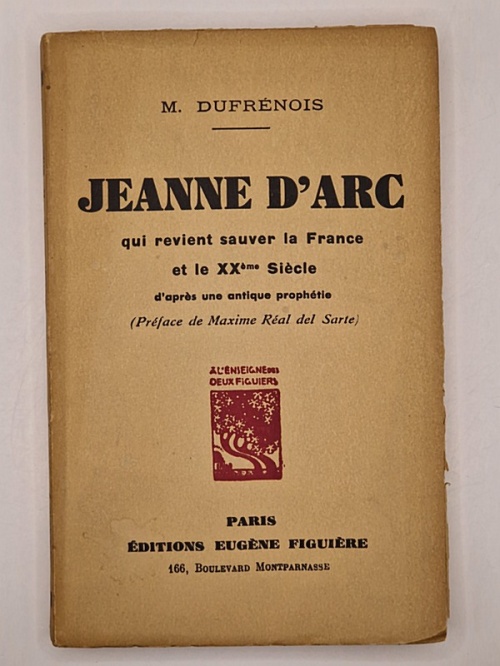 M. DUFRÉNOIS
JEANNE D'ARC
qui revient sauver la France
et le XXème Siècle
d'après une antique prophétie
(Préface de Maxime Réal del Sarte)
A L'ENSEIGNE DES
DEUX FIGUIERS
PARIS
ÉDITIONS EUGÈNE FIGUIÈRE
166, BOULEVARD MONTPARNASSE